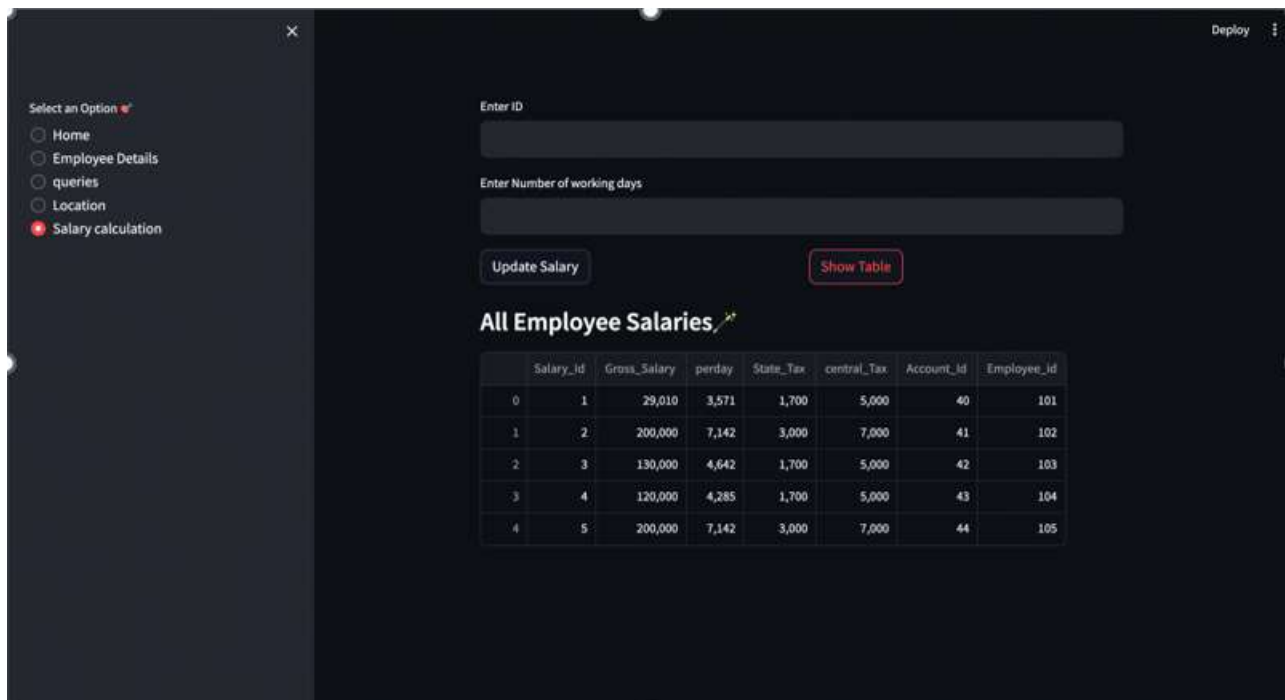 Deploy
Select an Option
Home
Employee Details
queries
Location
Salary calculation
Enter ID
Enter Number of working days
Update Salary Show Table
All Employee Salaries
Salary_Id Gross_Salary perday State_Tax central_Tax Account_Id Employee_id
0 1 29,010 3,571 1,700 5,000 40 101
1 2 200,000 7,142 3,000 7,000 41 102
2 3 130,000 4,642 1,700 5,000 42 103
3 4 120,000 4,285 1,700 5,000 43 104
4 5 200,000 7,142 3,000 7,000 44 105